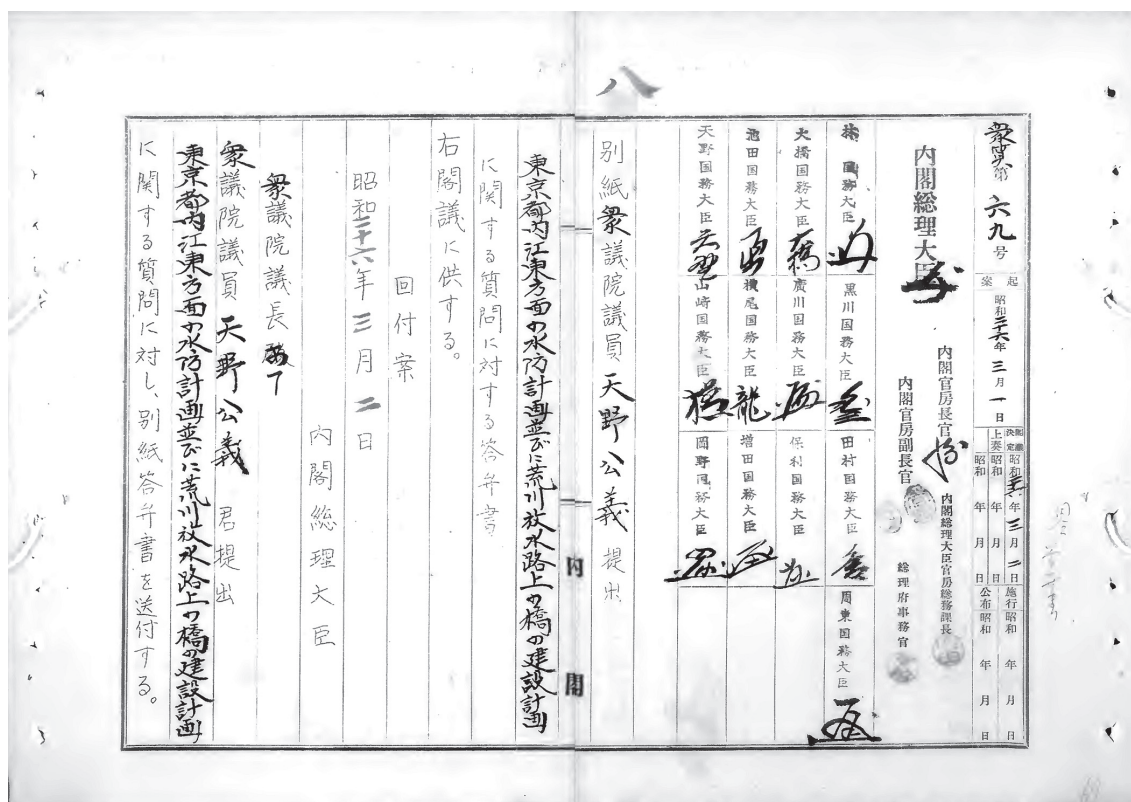 八
衆質第六九号
起案 昭和二十六年三月一日
閣議決定 昭和二十六年三月二日
上奏 昭和 年 月 日
施行 昭和 年 月 日
公布 昭和 年 月 日
内閣総理大臣
内閣官房長官
内閣官房副長官
内閣総理大臣官房総務課長
総理府事務官
林国務大臣
黒川国務大臣
田村国務大臣
周東国務大臣
大橋国務大臣
廣川国務大臣
保利国務大臣
池田国務大臣
横尾国務大臣
増田国務大臣
天野国務大臣
山崎国務大臣
岡野国務大臣
別紙衆議院議員天野公義提出
東京都内江東方面の水防計画並びに荒川放水路上の橋の建設計画
に関する質問に対する答弁書
右閣議に供する。
回付案
昭和二十六年三月二日
内閣総理大臣
衆議院議長あて
衆議院議員天野公義君提出
東京都内江東方面の水防計画並びに荒川放水路上の橋の建設計画
に関する質問に対し、別紙答弁書を送付する。
内閣